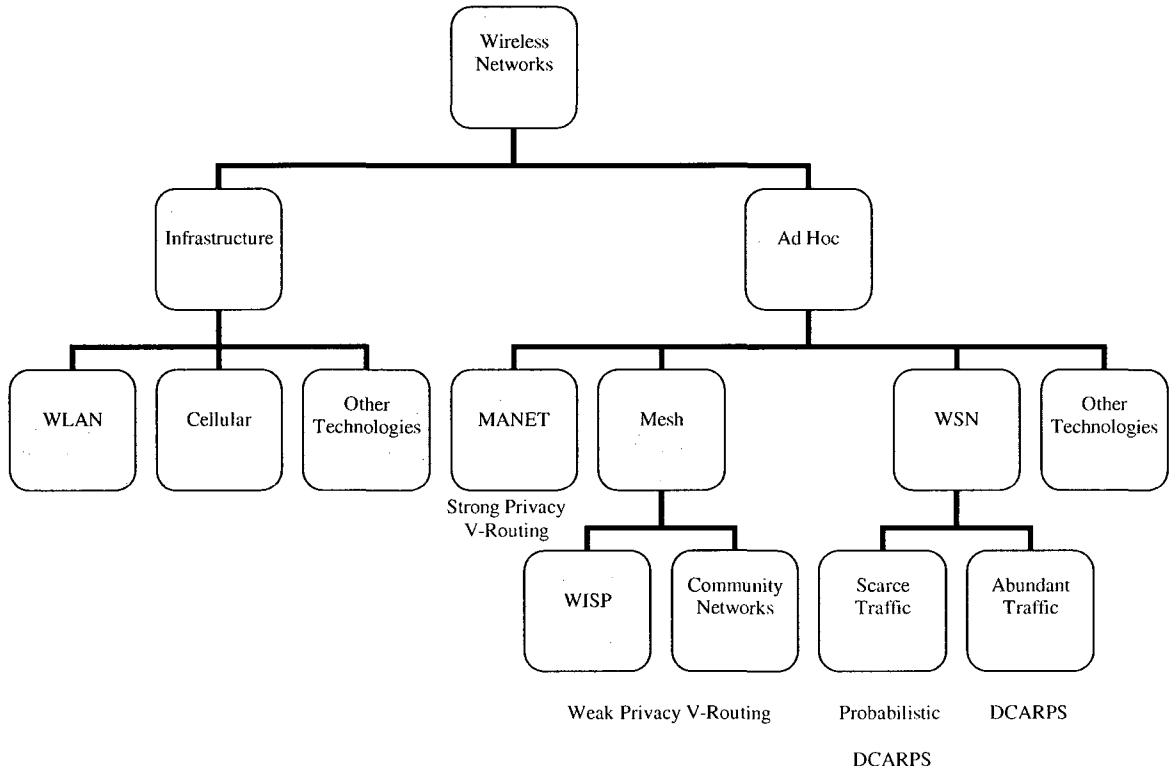 Wireless
Networks
Infrastructure
Ad Hoc
WLAN
Cellular
Other
Technologies
MANET
Mesh
WSN
Other
Technologies
Strong Privacy
V-Routing
WISP
Community
Networks
Scarce
Traffic
Abundant
Traffic
Weak Privacy V-Routing
Probabilistic
DCARPS
DCARPS